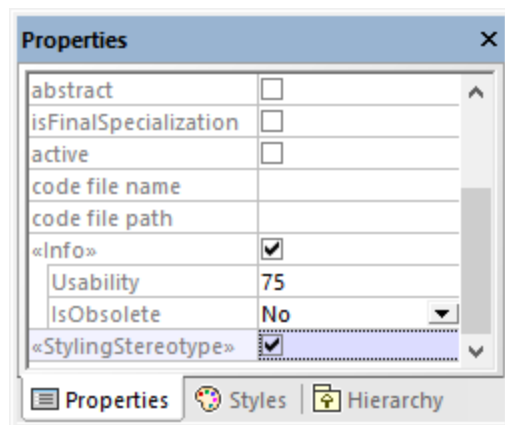 Properties
abstract
isFinalSpecialization
active
code file name
code file path
«Info»
Usability 75
IsObsolete No
«StylingStereotype»
Properties Styles Hierarchy